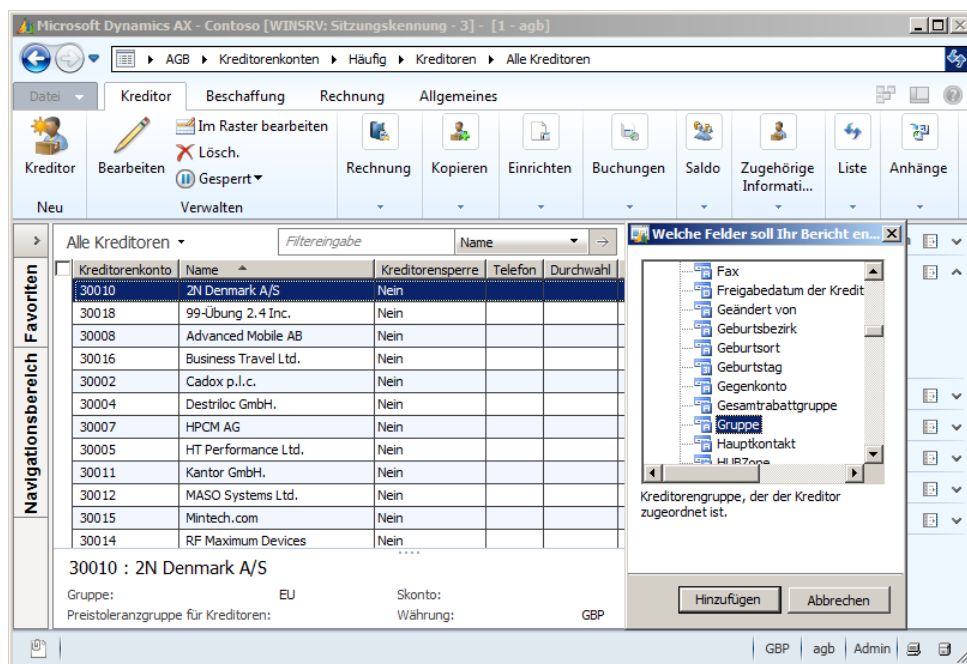 Microsoft Dynamics AX - Contoso [WINSRV: Sitzungskennung - 3] - [1 - agb]
AGB Kreditorenkonten Häufig Kreditoren Alle Kreditoren
Datei Kreditor Beschaffung Rechnung Allgemeines
Kreditor
Neu
Bearbeiten
Im Raster bearbeiten
Lösch.
Gesperrt
Verwalten
Rechnung Kopieren Einrichten Buchungen Saldo Zugehörige Informati... Liste Anhänge
Favoriten
Navigationsbereich
Alle Kreditoren Filtereingabe Name
Kreditorenkonto Name Kreditorensperre Telefon Durchwahl
30010 2N Denmark A/S Nein
30018 99-Übung 2.4 Inc. Nein
30008 Advanced Mobile AB Nein
30016 Business Travel Ltd. Nein
30002 Cadox p.l.c. Nein
30004 Destriloc GmbH. Nein
30007 HPCM AG Nein
30005 HT Performance Ltd. Nein
30011 Kantor GmbH. Nein
30012 MASO Systems Ltd. Nein
30015 Mintech.com Nein
30014 RF Maximum Devices Nein
30010 : 2N Denmark A/S
Gruppe: EU Skonto:
Preistoleranzgruppe für Kreditoren: Währung: GBP
Welche Felder soll Ihr Bericht en...
Fax
Freigabedatum der Kredit
Geändert von
Geburtsbezirk
Geburtsort
Geburtstag
Gegenkonto
Gesamtrabattgruppe
Gruppe
Hauptkontakt
HUBZone
Kreditorengruppe, der der Kreditor
zugeordnet ist.
Hinzufügen Abbrechen
GBP agb Admin